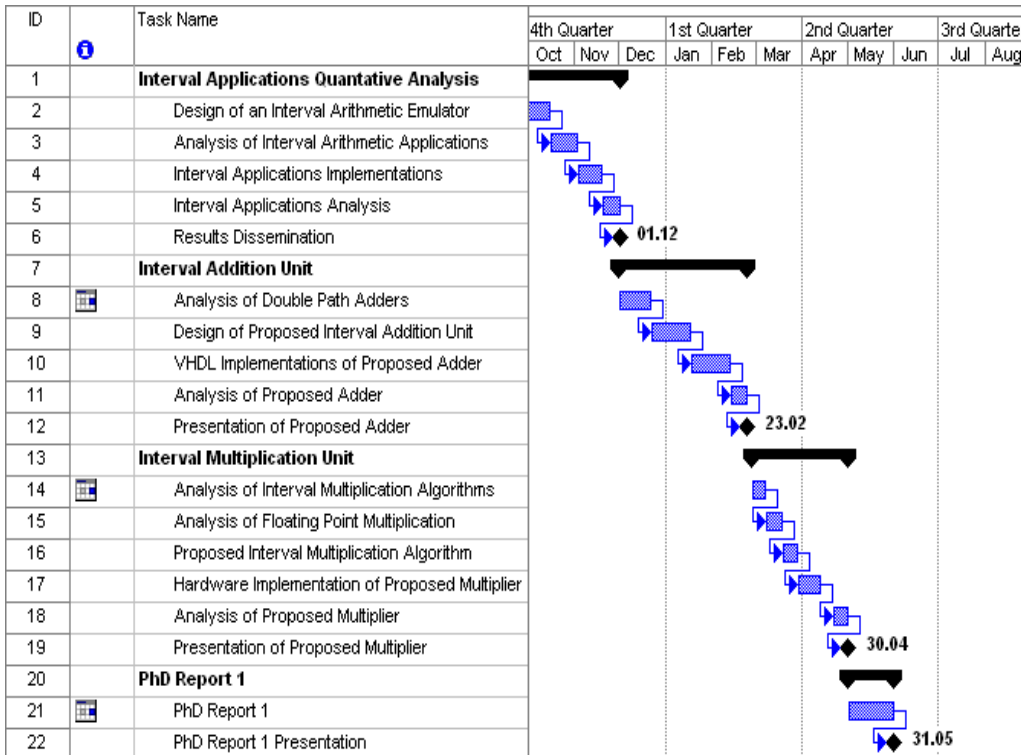 ID Task Name
4th Quarter 1st Quarter 2nd Quarter 3rd Quarte
Oct Nov Dec Jan Feb Mar Apr May Jun Jul Aug
1 Interval Applications Quantative Analysis
2 Design of an Interval Arithmetic Emulator
3 Analysis of Interval Arithmetic Applications
4 Interval Applications Implementations
5 Interval Applications Analysis
6 Results Dissemination 01.12
7 Interval Addition Unit
8 Analysis of Double Path Adders
9 Design of Proposed Interval Addition Unit
10 VHDL Implementations of Proposed Adder
11 Analysis of Proposed Adder
12 Presentation of Proposed Adder 23.02
13 Interval Multiplication Unit
14 Analysis of Interval Multiplication Algorithms
15 Analysis of Floating Point Multiplication
16 Proposed Interval Multiplication Algorithm
17 Hardware Implementation of Proposed Multiplier
18 Analysis of Proposed Multiplier
19 Presentation of Proposed Multiplier 30.04
20 PhD Report 1
21 PhD Report 1
22 PhD Report 1 Presentation 31.05